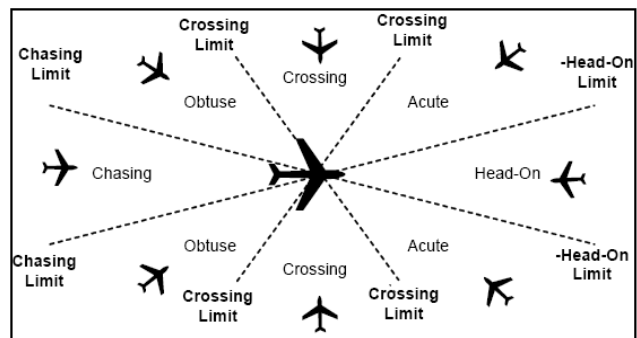 Chasing
Limit
Crossing
Limit
Crossing
Limit
-Head-On
Limit
Crossing
Obtuse
Acute
Chasing
Head-On
Obtuse
Acute
Crossing
Chasing
Limit
Crossing
Limit
Crossing
Limit
-Head-On
Limit